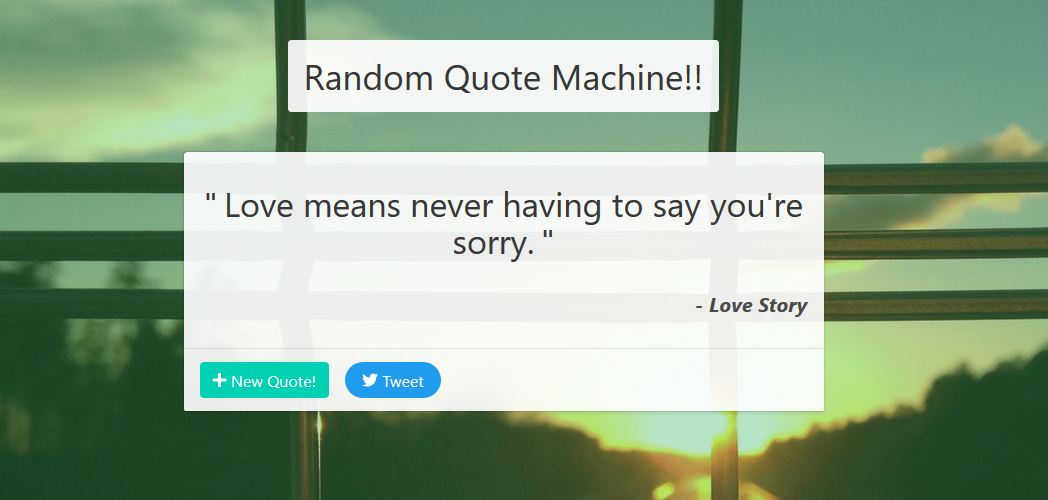 Random Quote Machine!!
" Love means never having to say you're
sorry. "
- Love Story
New Quote!
Tweet